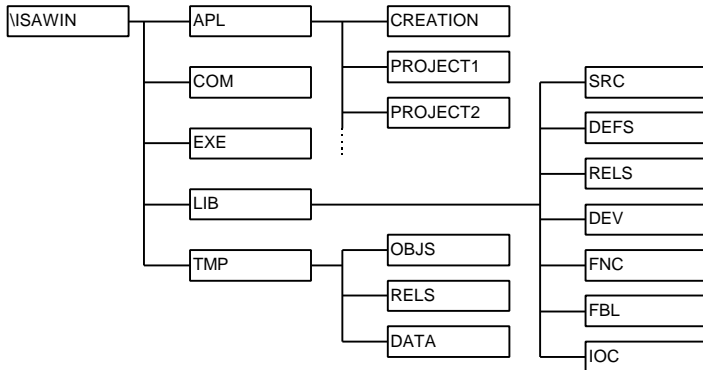 \ISAWIN
APL
CREATION
PROJECT1
PROJECT2
COM
EXE
LIB
SRC
DEFS
RELS
DEV
FNC
FBL
IOC
TMP
OBJS
RELS
DATA